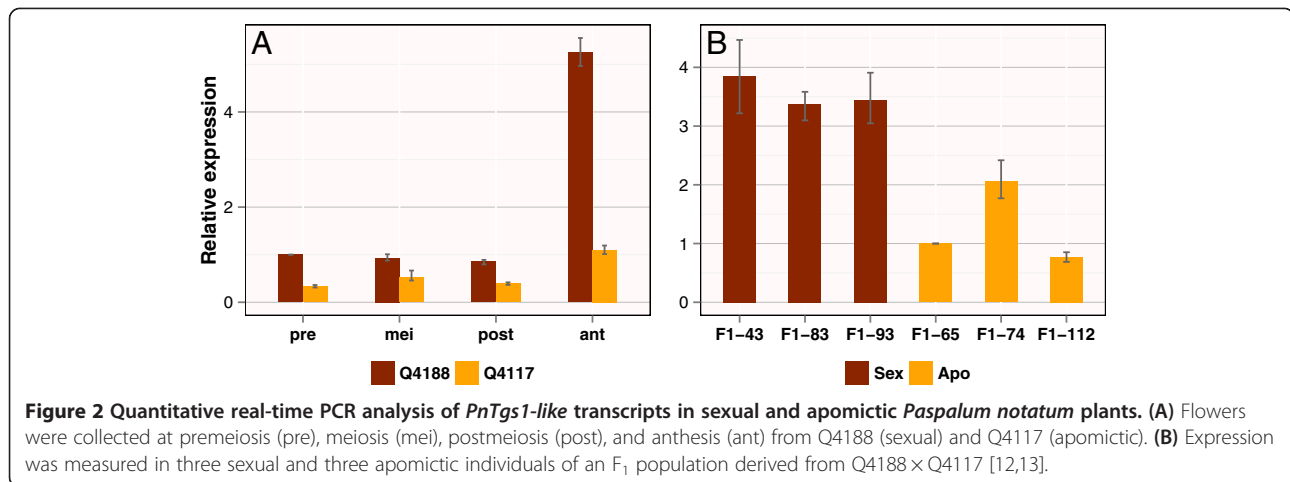 A
B
Relative expression
4
2
0
pre mei post ant
Q4188 Q4117
4
3
2
1
0
F1−43 F1−83 F1−93 F1−65 F1−74 F1−112
Sex Apo
Figure 2 Quantitative real-time PCR analysis of PnTgs1-like transcripts in sexual and apomictic Paspalum notatum plants. (A) Flowers
were collected at premeiosis (pre), meiosis (mei), postmeiosis (post), and anthesis (ant) from Q4188 (sexual) and Q4117 (apomictic). (B) Expression
was measured in three sexual and three apomictic individuals of an F₁ population derived from Q4188 × Q4117 [12,13].